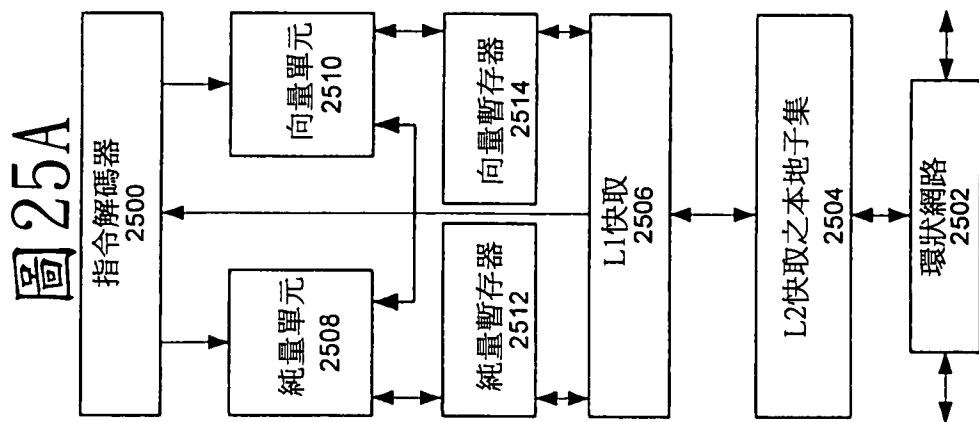 圖25A
指令解碼器
2500
純量單元
2508
向量單元
2510
純量暫存器
2512
向量暫存器
2514
L1快取
2506
L2快取之本地子集
2504
環狀網路
2502